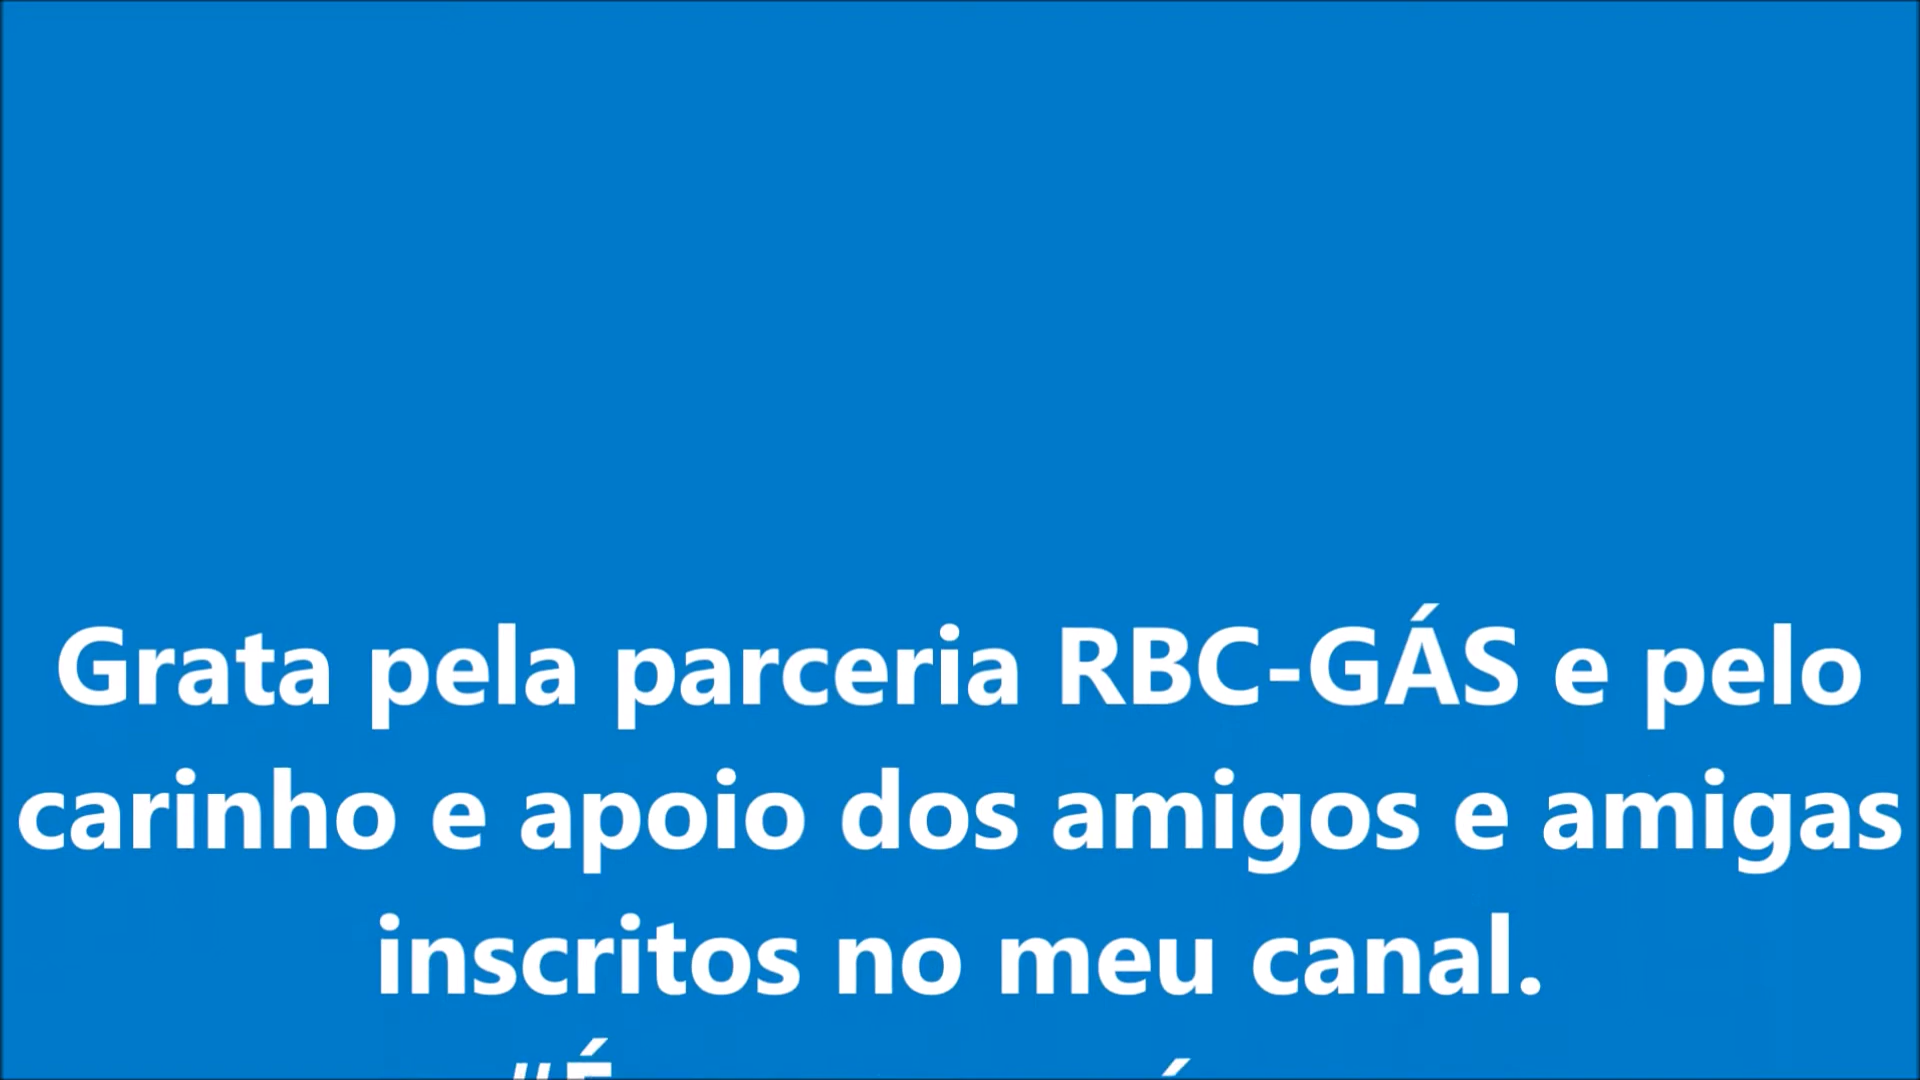 Grata pela parceria RBC-GÁS e pelo
carinho e apoio dos amigos e amigas
inscritos no meu canal.